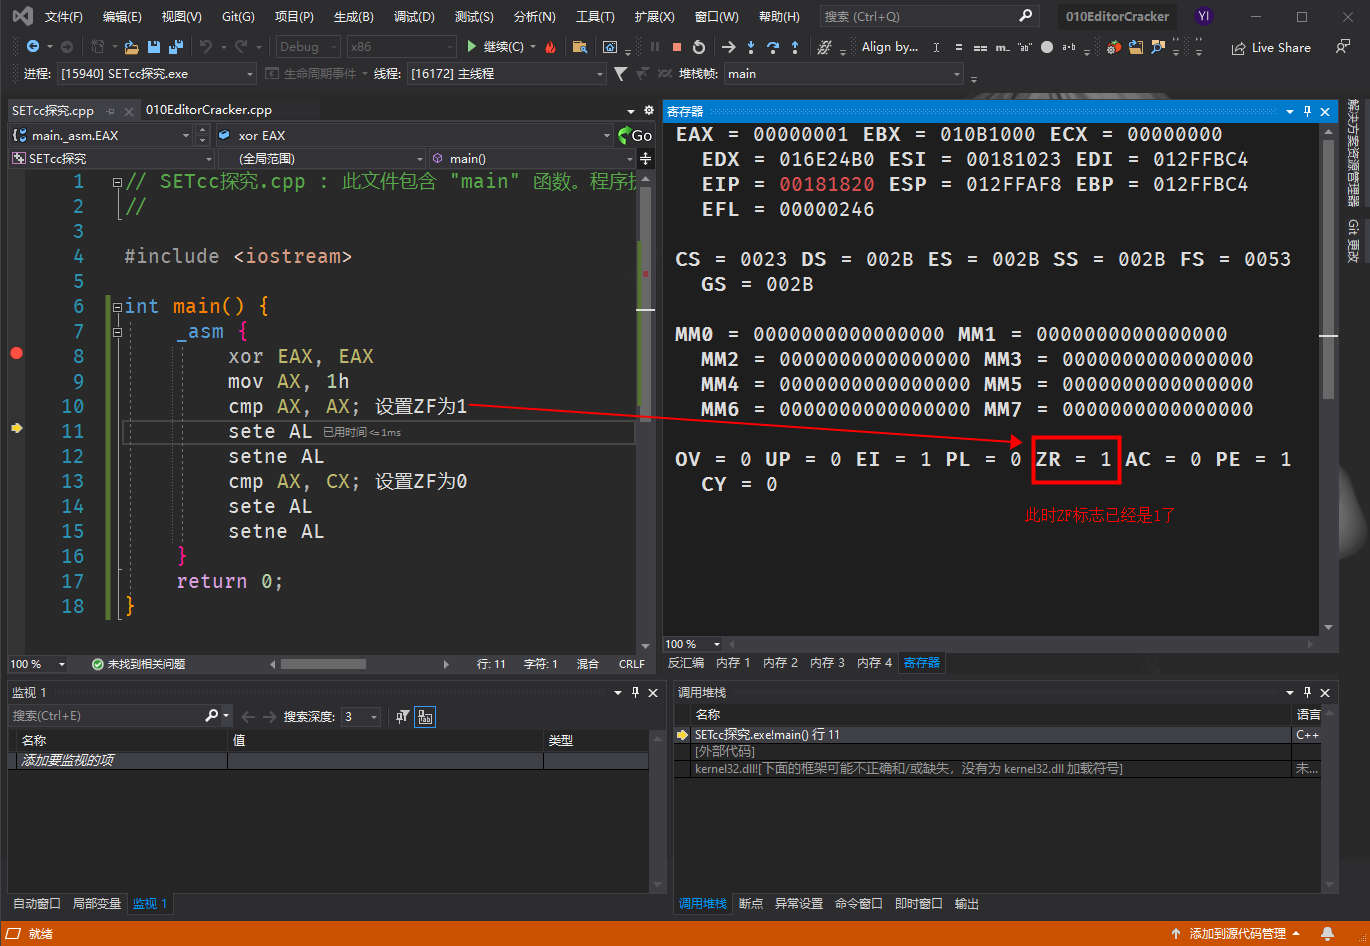 文件(F) 编辑(E) 视图(V) Git(G) 项目(P) 生成(B) 调试(D) 测试(S) 分析(N) 工具(T) 扩展(X) 窗口(W) 帮助(H) 搜索 (Ctrl+Q) 010EditorCracker YI
Debug x86 继续(C) Align by... Live Share
进程: [15940] SETcc探究.exe 生命周期事件 线程: [16172] 主线程 堆栈帧: main
SETcc探究.cpp 010EditorCracker.cpp
main._asm.EAX xor EAX Go
SETcc探究 (全局范围) main()
1 // SETcc探究.cpp : 此文件包含 "main" 函数。程序
2 //
3
4 #include <iostream>
5
6 int main() {
7 _asm {
8 xor EAX, EAX
9 mov AX, 1h
10 cmp AX, AX; 设置ZF为1
11 sete AL 已用时间 <= 1ms
12 setne AL
13 cmp AX, CX; 设置ZF为0
14 sete AL
15 setne AL
16 }
17 return 0;
18 }
100 % 未找到相关问题 行: 11 字符: 1 混合 CRLF
寄存器
EAX = 00000001 EBX = 010B1000 ECX = 00000000
EDX = 016E24B0 ESI = 00181023 EDI = 012FFBC4
EIP = 00181820 ESP = 012FFAF8 EBP = 012FFBC4
EFL = 00000246
CS = 0023 DS = 002B ES = 002B SS = 002B FS = 0053
GS = 002B
MM0 = 0000000000000000 MM1 = 0000000000000000
MM2 = 0000000000000000 MM3 = 0000000000000000
MM4 = 0000000000000000 MM5 = 0000000000000000
MM6 = 0000000000000000 MM7 = 0000000000000000
OV = 0 UP = 0 EI = 1 PL = 0 ZR = 1 AC = 0 PE = 1
CY = 0
此时ZF标志已经是1了
100 %
反汇编 内存 1 内存 2 内存 3 内存 4 寄存器
解决方案资源管理器
Git 更改
监视 1
搜索(Ctrl+E) 搜索深度: 3
名称 值 类型
添加要监视的项
自动窗口 局部变量 监视 1
调用堆栈
名称 语言
SETcc探究.exe!main() 行 11 C++
[外部代码]
kernel32.dll![下面的框架可能不正确和/或缺失，没有为 kernel32.dll 加载符号] 未...
调用堆栈 断点 异常设置 命令窗口 即时窗口 输出
就绪 添加到源代码管理